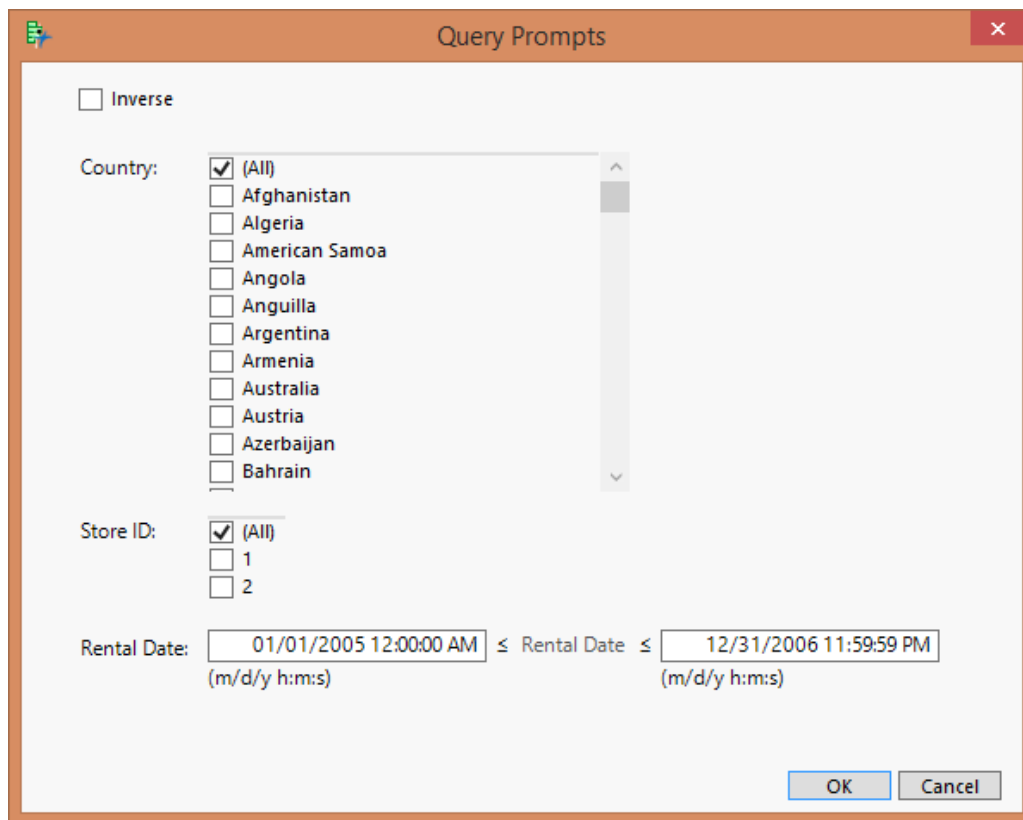 Query Prompts
Inverse
Country:
(All)
Afghanistan
Algeria
American Samoa
Angola
Anguilla
Argentina
Armenia
Australia
Austria
Azerbaijan
Bahrain
Store ID:
(All)
1
2
Rental Date: 01/01/2005 12:00:00 AM ≤ Rental Date ≤ 12/31/2006 11:59:59 PM
(m/d/y h:m:s) (m/d/y h:m:s)
OK Cancel